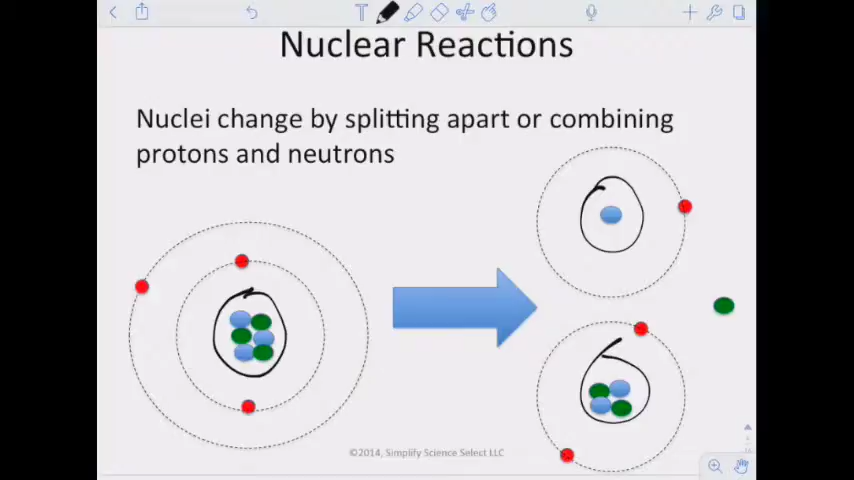 Nuclear Reactions
Nuclei change by splitting apart or combining
protons and neutrons
©2014, Simplify Science Select LLC